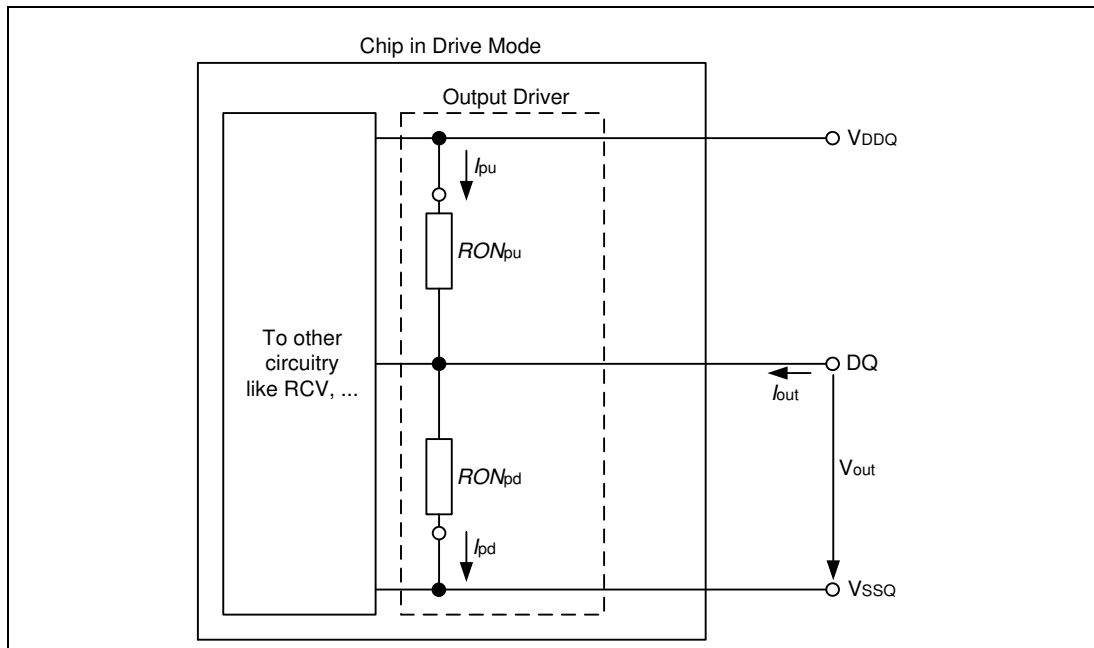 Chip in Drive Mode
Output Driver
VDDQ
Ipu
RONpu
To other
circuitry
like RCV, ...
DQ
Iout
RONpd
Vout
Ipd
VSSQ